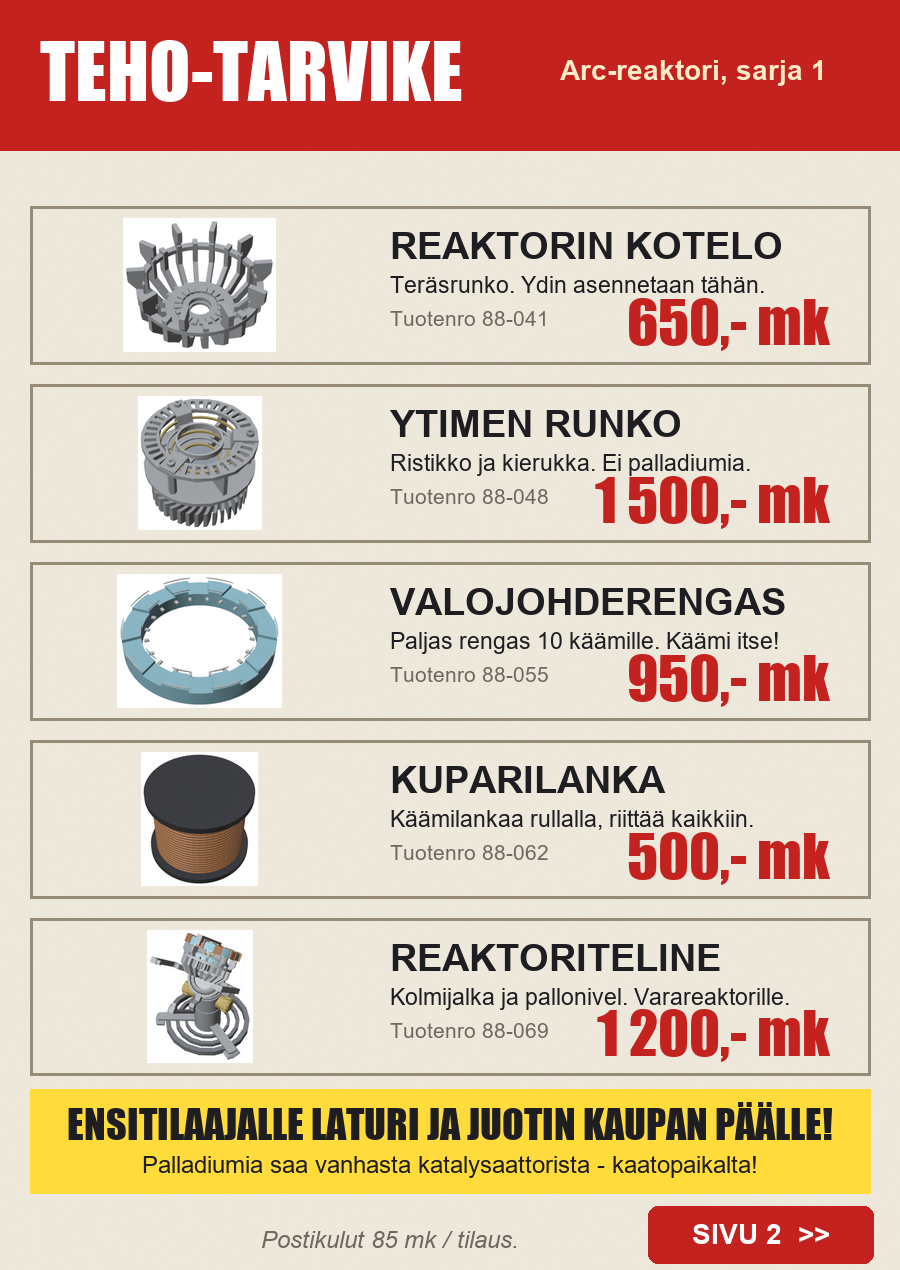 TEHO-TARVIKE
Arc-reaktori, sarja 1
REAKTORIN KOTELO
Teräsrunko. Ydin asennetaan tähän.
Tuotenro 88-041
650,- mk
YTIMEN RUNKO
Ristikko ja kierukka. Ei palladiumia.
Tuotenro 88-048
1 500,- mk
VALOJOHDERENGAS
Paljas rengas 10 käämille. Käämi itse!
Tuotenro 88-055
950,- mk
KUPARILANKA
Käämilankaa rullalla, riittää kaikkiin.
Tuotenro 88-062
500,- mk
REAKTORITELINE
Kolmijalka ja pallonivel. Varareaktorille.
Tuotenro 88-069
1 200,- mk
ENSITILAAJALLE LATURI JA JUOTIN KAUPAN PÄÄLLE!
Palladiumia saa vanhasta katalysaattorista - kaatopaikalta!
Postikulut 85 mk / tilaus.
SIVU 2 >>